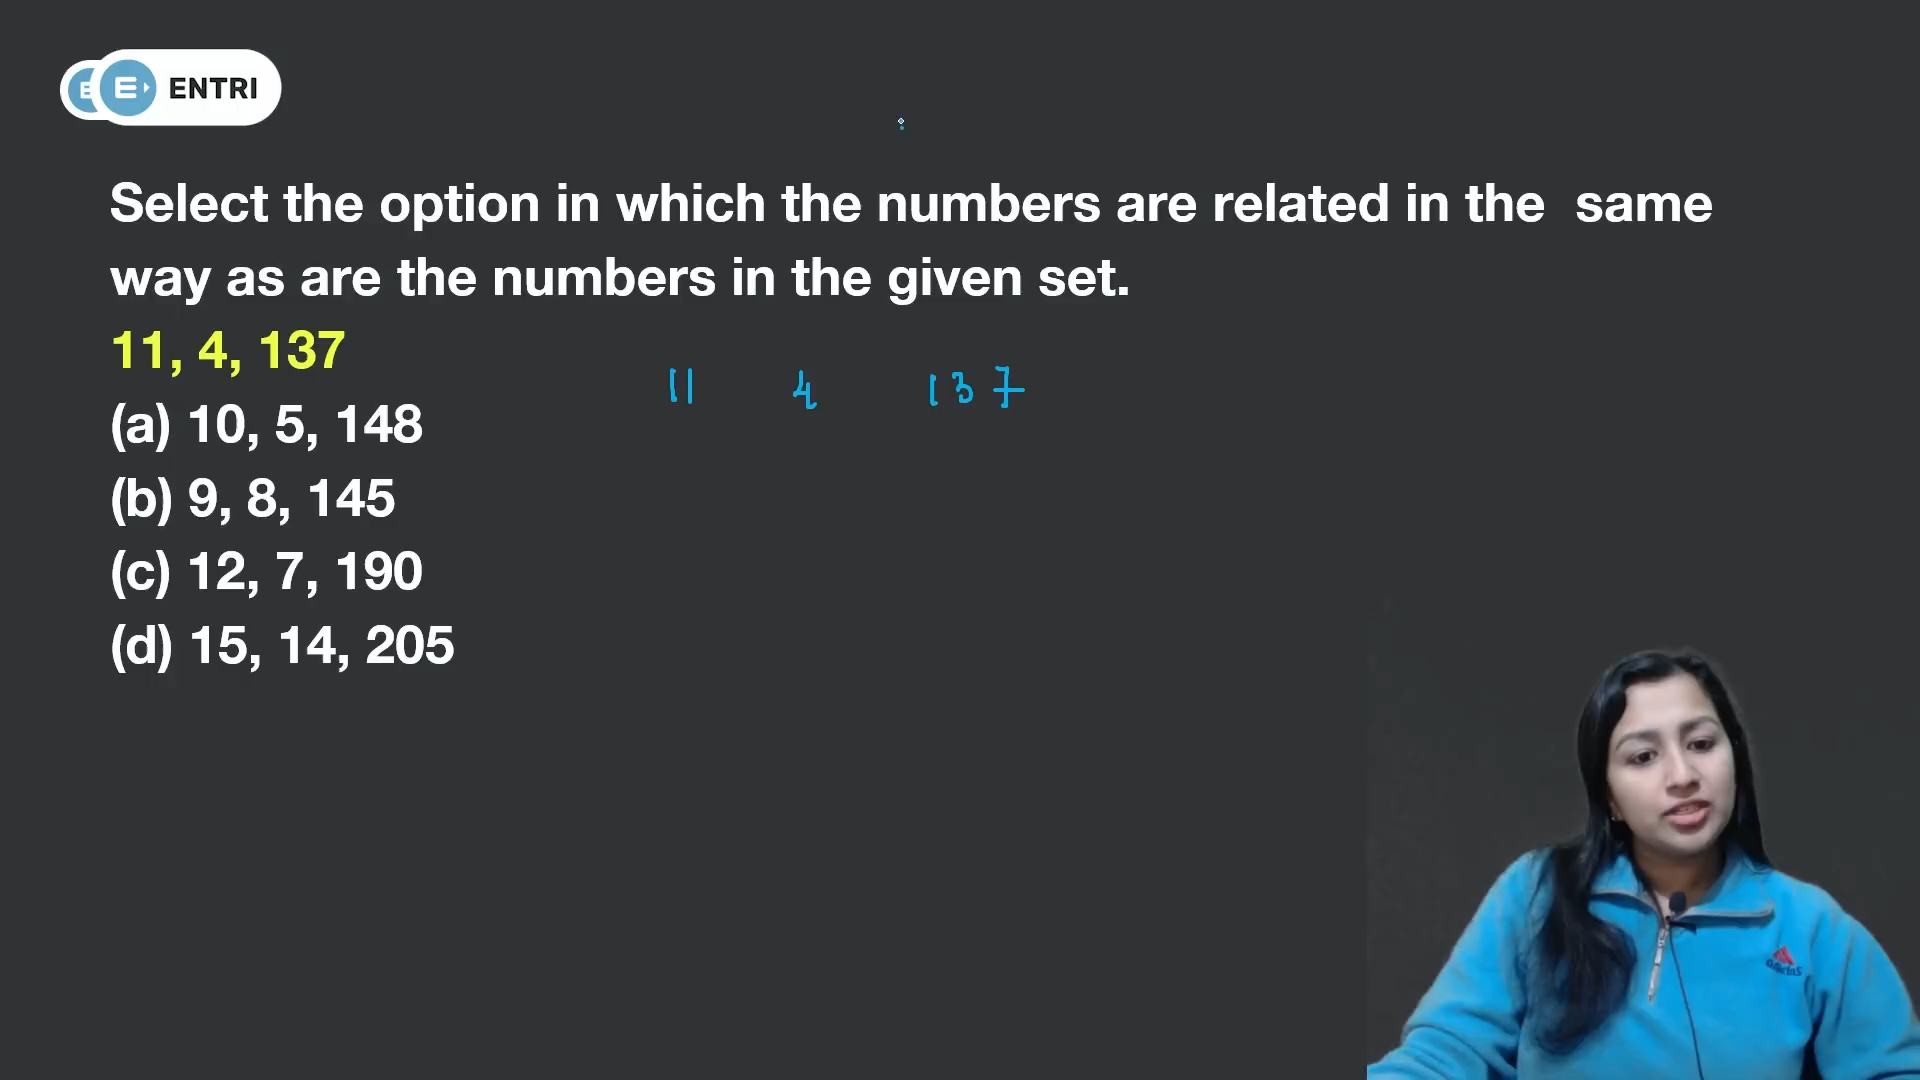 E ENTRI
Select the option in which the numbers are related in the same
way as are the numbers in the given set.
11, 4, 137
11 4 137
(a) 10, 5, 148
(b) 9, 8, 145
(c) 12, 7, 190
(d) 15, 14, 205
adidas